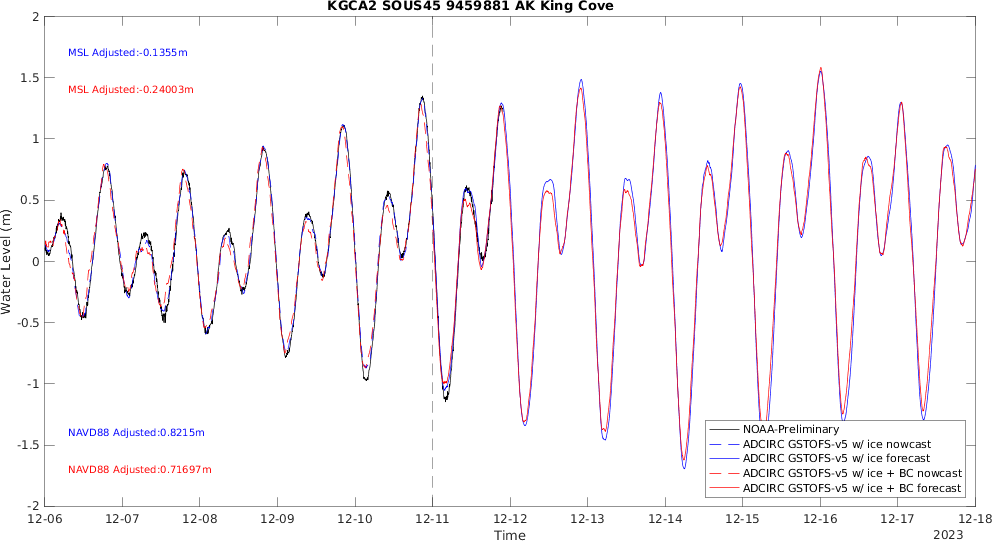 KGCA2 SOUS45 9459881 AK King Cove
2
1.5
1
0.5
0
-0.5
-1
-1.5
-2
Water Level (m)
MSL Adjusted:-0.1355m
MSL Adjusted:-0.24003m
NAVD88 Adjusted:0.8215m
NAVD88 Adjusted:0.71697m
NOAA-Preliminary
ADCIRC GSTOFS-v5 w/ ice nowcast
ADCIRC GSTOFS-v5 w/ ice forecast
ADCIRC GSTOFS-v5 w/ ice + BC nowcast
ADCIRC GSTOFS-v5 w/ ice + BC forecast
12-06 12-07 12-08 12-09 12-10 12-11 12-12 12-13 12-14 12-15 12-16 12-17 12-18
Time
2023